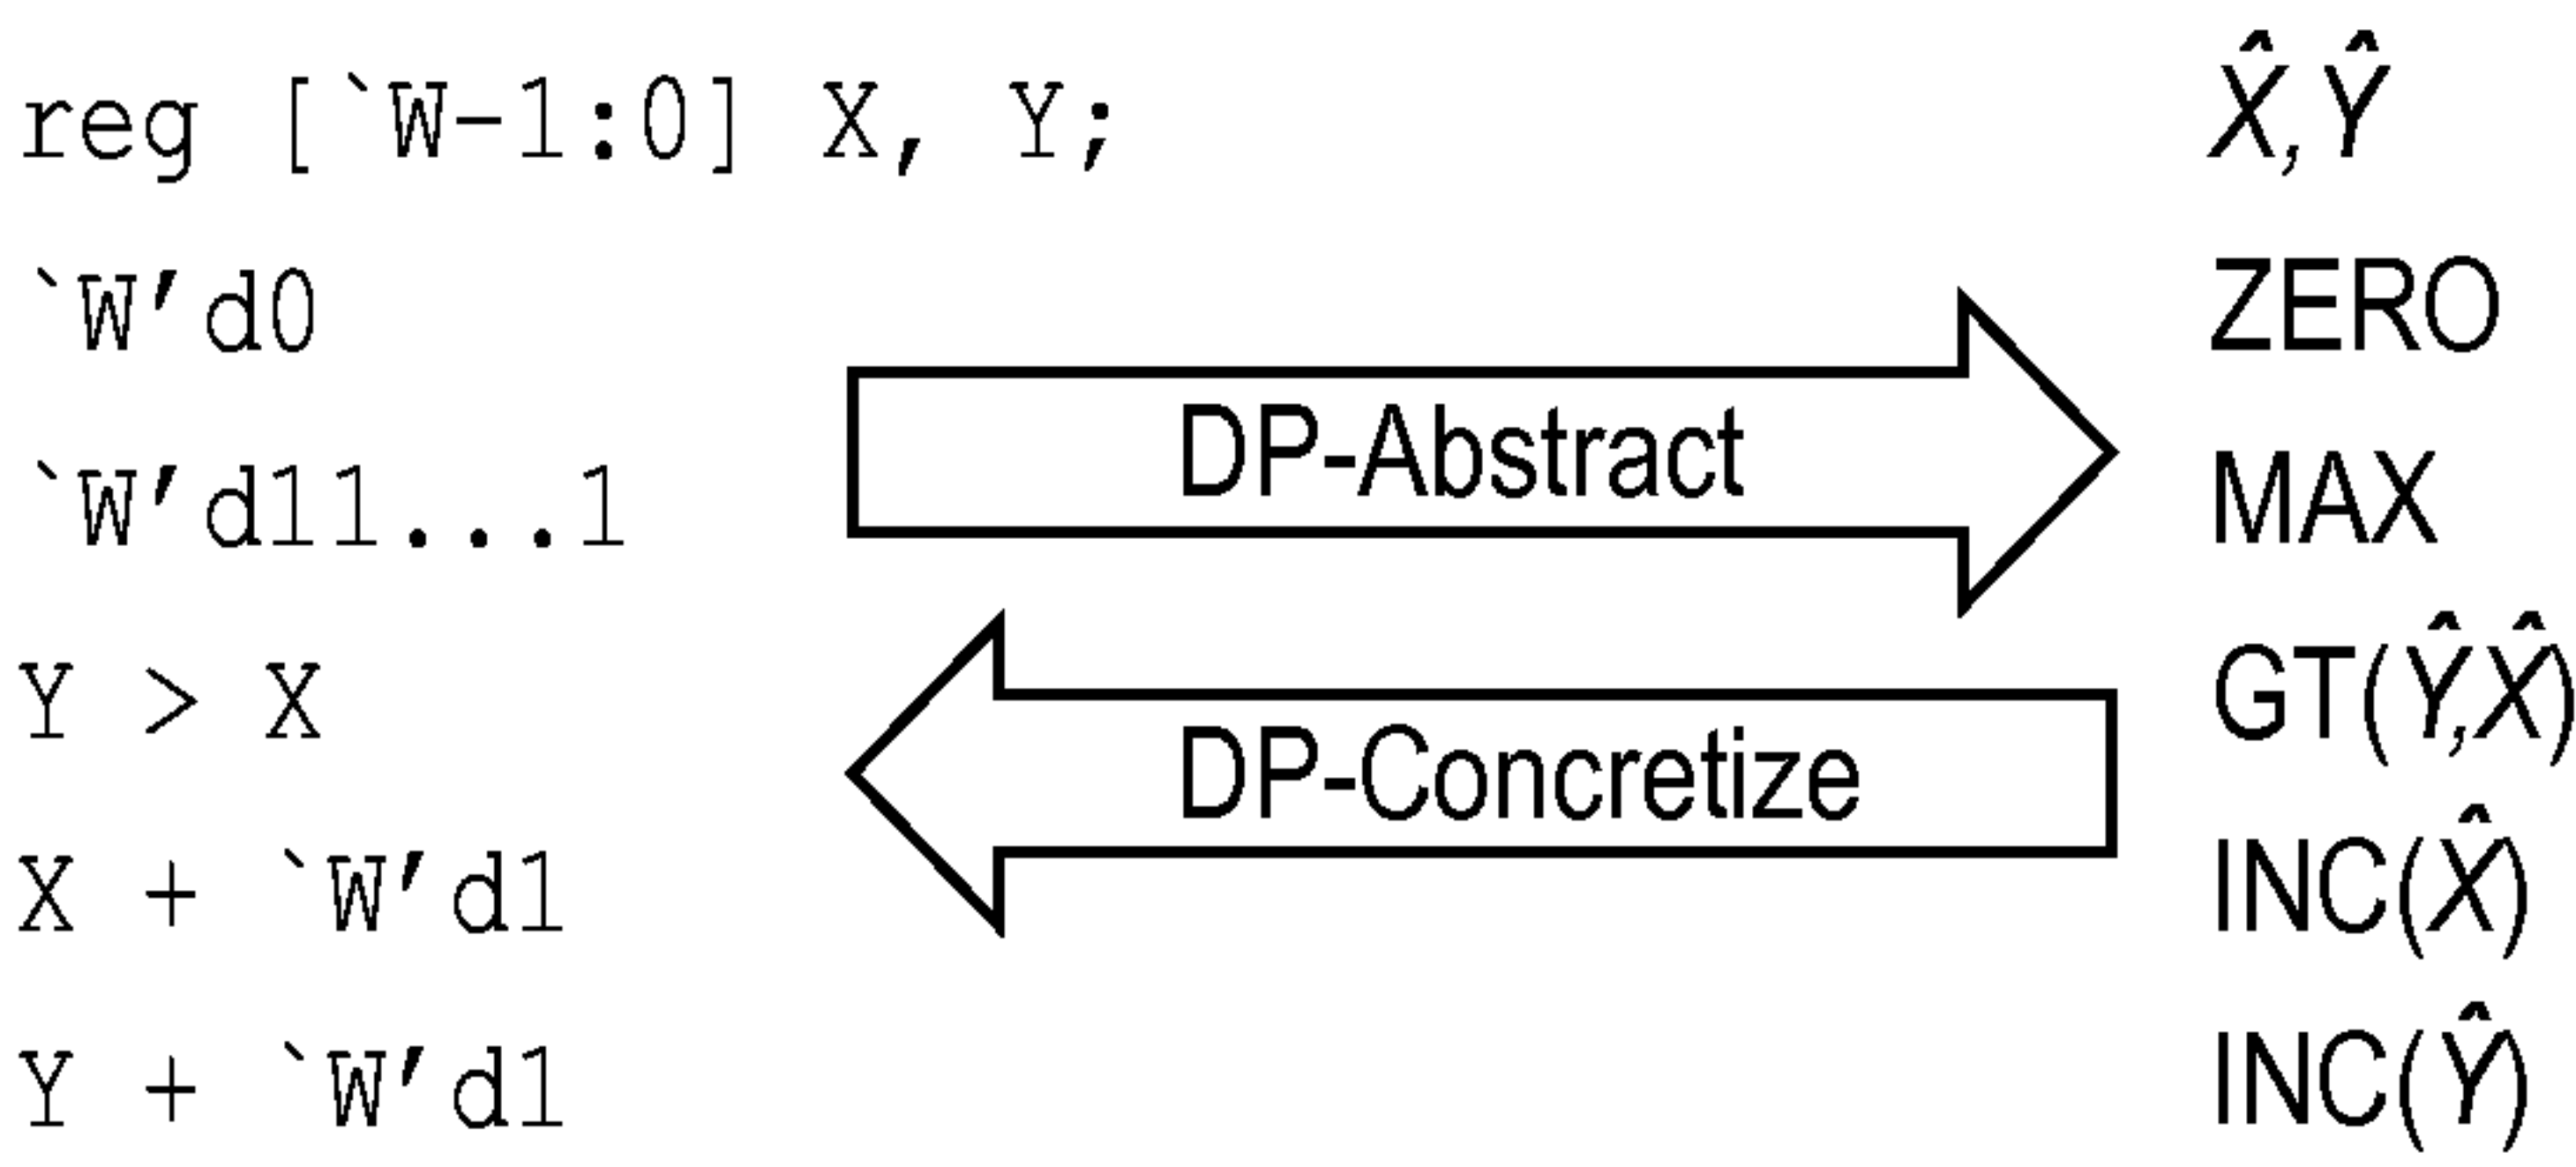 reg [`W-1:0] X, Y;
X̂, Ŷ
`W'd0
ZERO
DP-Abstract
`W'd11...1
MAX
Y > X
GT(Ŷ,X̂)
DP-Concretize
X + `W'd1
INC(X̂)
Y + `W'd1
INC(Ŷ)